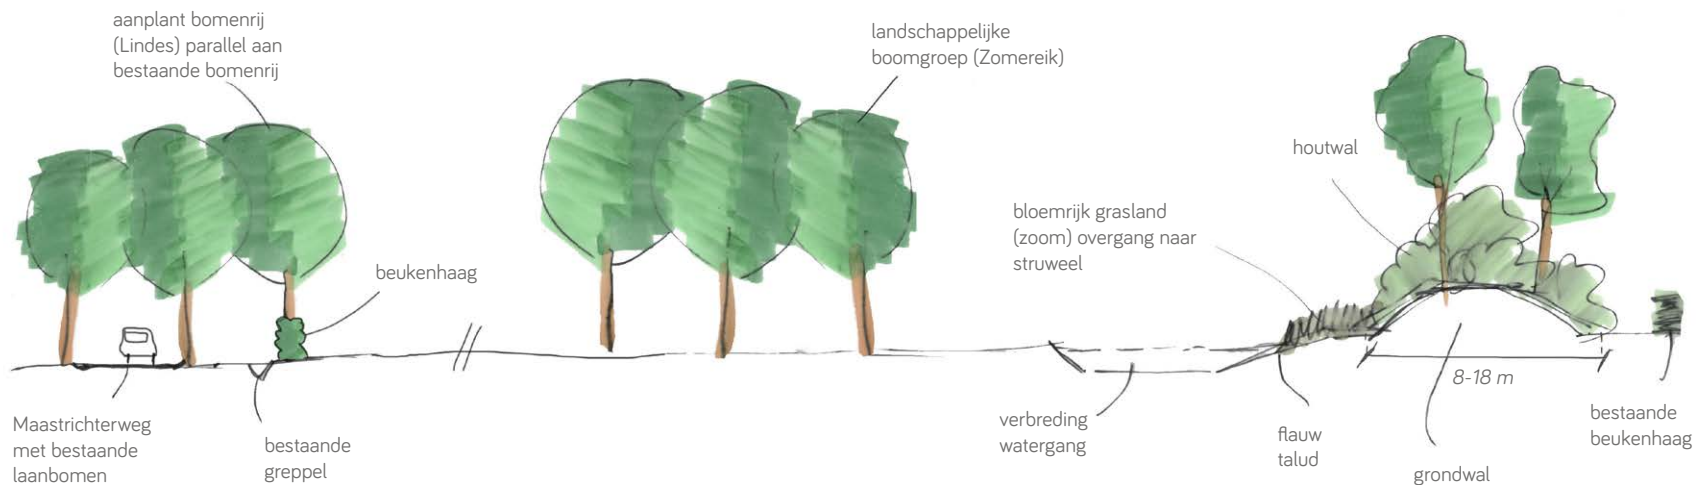 aanplant bomenrij
(Lindes) parallel aan
bestaande bomenrij
landschappelijke
boomgroep (Zomereik)
houtwal
bloemrijk grasland
(zoom) overgang naar
struweel
beukenhaag
8-18 m
Maastrichterweg
met bestaande
laanbomen
bestaande
greppel
verbreding
watergang
flauw
talud
grondwal
bestaande
beukenhaag